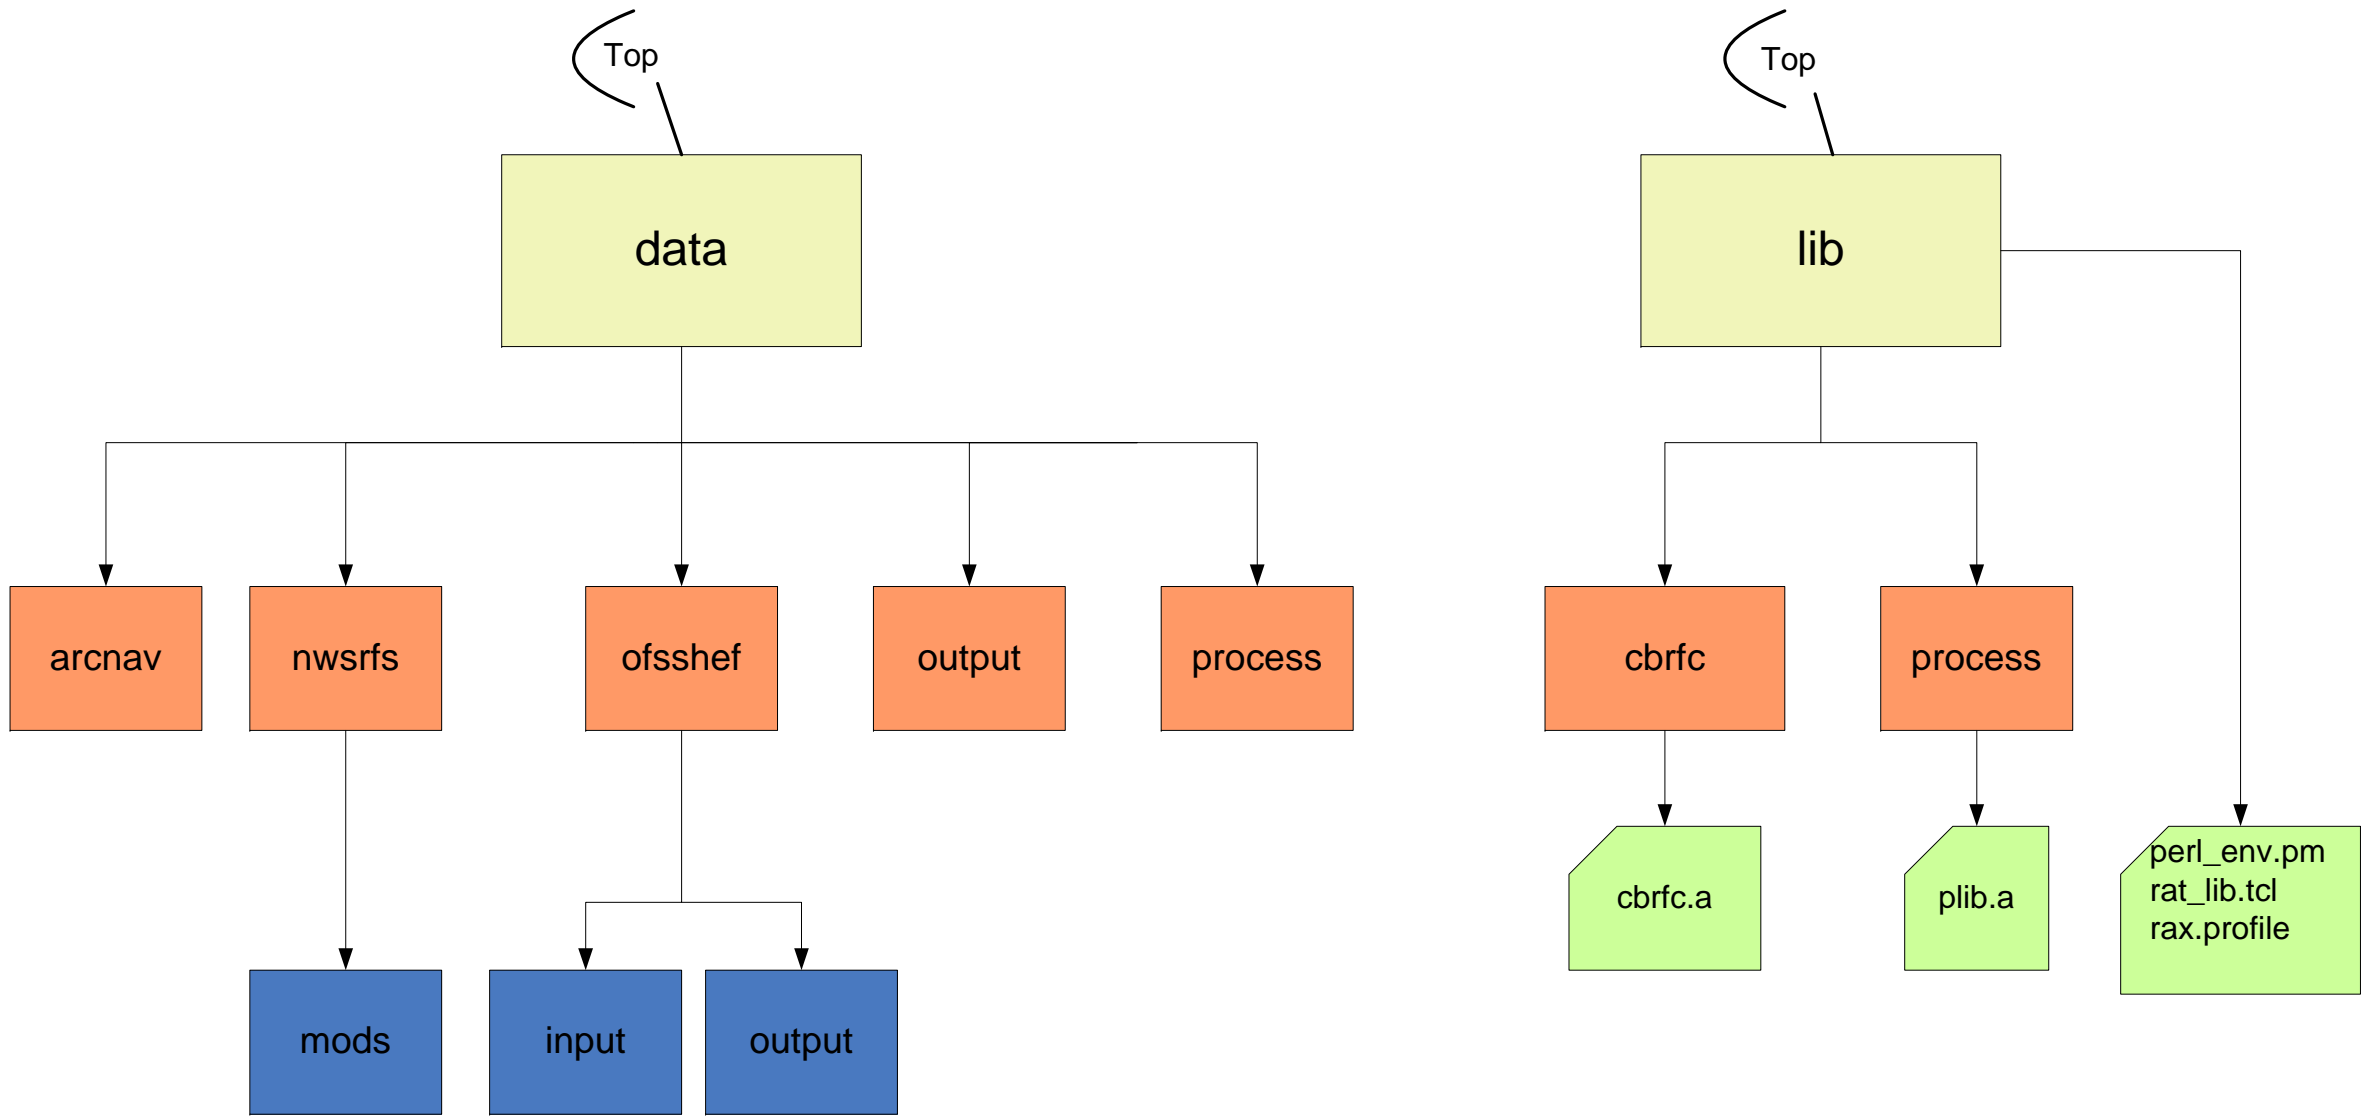 Top
Top
data
lib
arcnav
nwsrfs
ofsshef
output
process
cbrfc
process
cbrfc.a
plib.a
perl_env.pm
rat_lib.tcl
rax.profile
mods
input
output